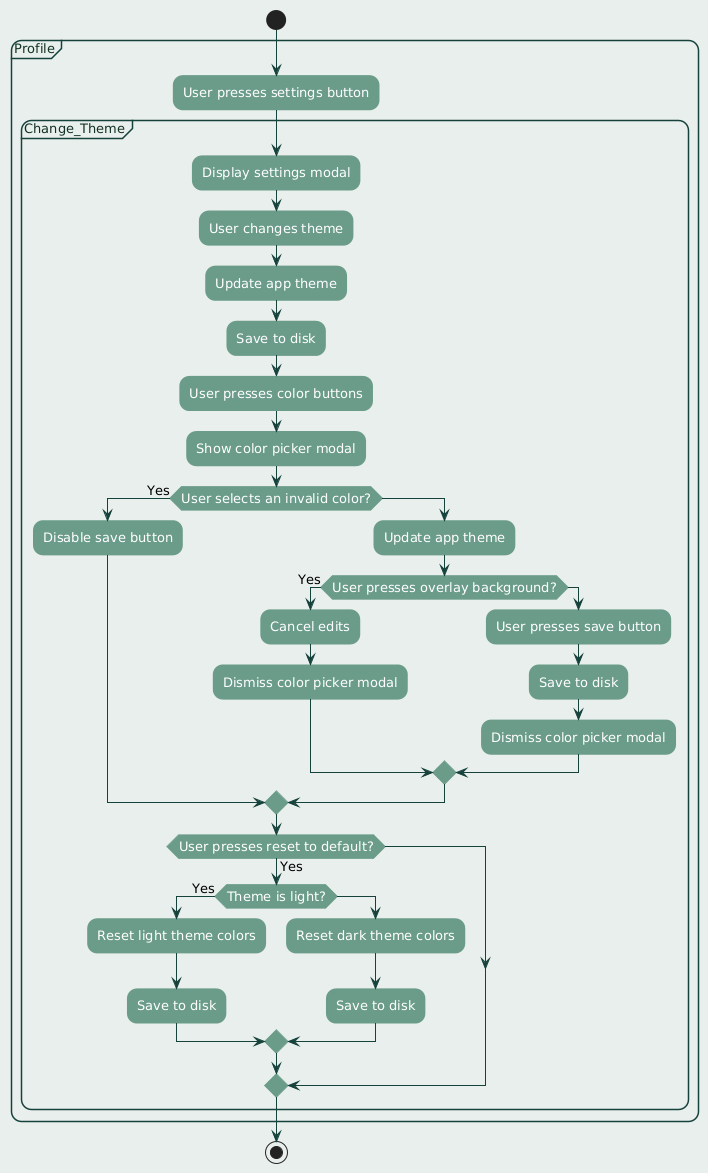 Profile
User presses settings button
Change_Theme
Display settings modal
User changes theme
Update app theme
Save to disk
User presses color buttons
Show color picker modal
Yes
User selects an invalid color?
Disable save button
Update app theme
Yes
User presses overlay background?
Cancel edits
User presses save button
Dismiss color picker modal
Save to disk
Dismiss color picker modal
User presses reset to default?
Yes
Yes
Theme is light?
Reset light theme colors
Reset dark theme colors
Save to disk
Save to disk